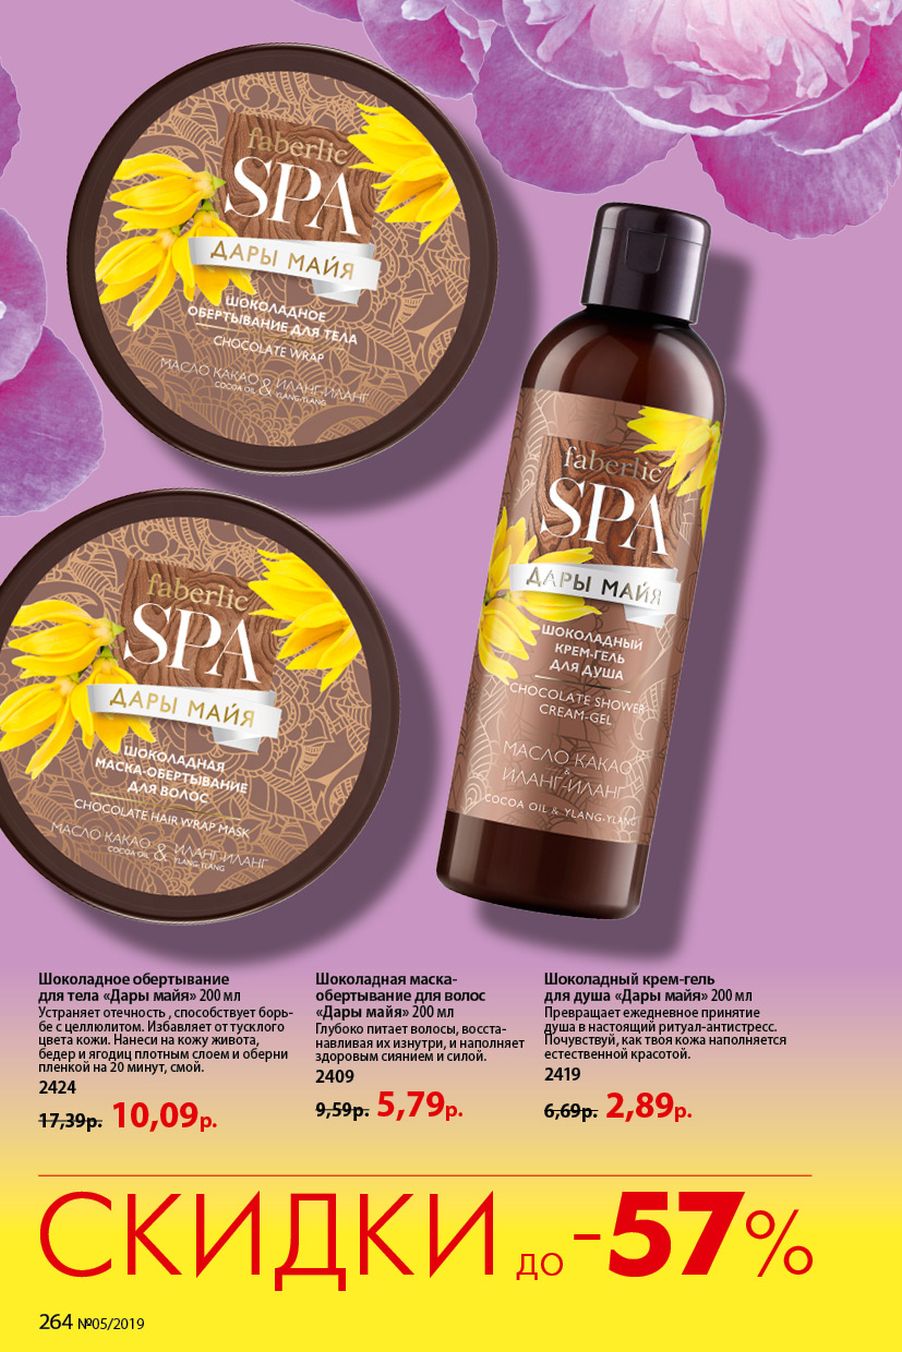 faberlic
SPA
ДАРЫ МАЙЯ
ШОКОЛАДНОЕ
ОБЕРТЫВАНИЕ ДЛЯ ТЕЛА
CHOCOLATE WRAP
МАСЛО КАКАО & ИЛАНГ-ИЛАНГ
COCOA OIL & YLANG-YLANG
faberlic
SPA
ДАРЫ МАЙЯ
ШОКОЛАДНЫЙ
КРЕМ-ГЕЛЬ
ДЛЯ ДУША
CHOCOLATE SHOWER
CREAM-GEL
МАСЛО КАКАО
&
ИЛАНГ-ИЛАНГ
COCOA OIL & YLANG-YLANG
faberlic
SPA
ДАРЫ МАЙЯ
ШОКОЛАДНАЯ
МАСКА-ОБЕРТЫВАНИЕ
ДЛЯ ВОЛОС
CHOCOLATE HAIR WRAP MASK
МАСЛО КАКАО & ИЛАНГ-ИЛАНГ
COCOA OIL & YLANG-YLANG
Шоколадное обертывание
для тела «Дары майя» 200 мл
Устраняет отечность , способствует борь-
бе с целлюлитом. Избавляет от тусклого
цвета кожи. Нанеси на кожу живота,
бедер и ягодиц плотным слоем и оберни
пленкой на 20 минут, смой.
2424
17,39р. 10,09р.
Шоколадная маска-
обертывание для волос
«Дары майя» 200 мл
Глубоко питает волосы, восста-
навливая их изнутри, и наполняет
здоровым сиянием и силой.
2409
9,59р. 5,79р.
Шоколадный крем-гель
для душа «Дары майя» 200 мл
Превращает ежедневное принятие
душа в настоящий ритуал-антистресс.
Почувствуй, как твоя кожа наполняется
естественной красотой.
2419
6,69р. 2,89р.
СКИДКИ ДО -57%
264 №05/2019